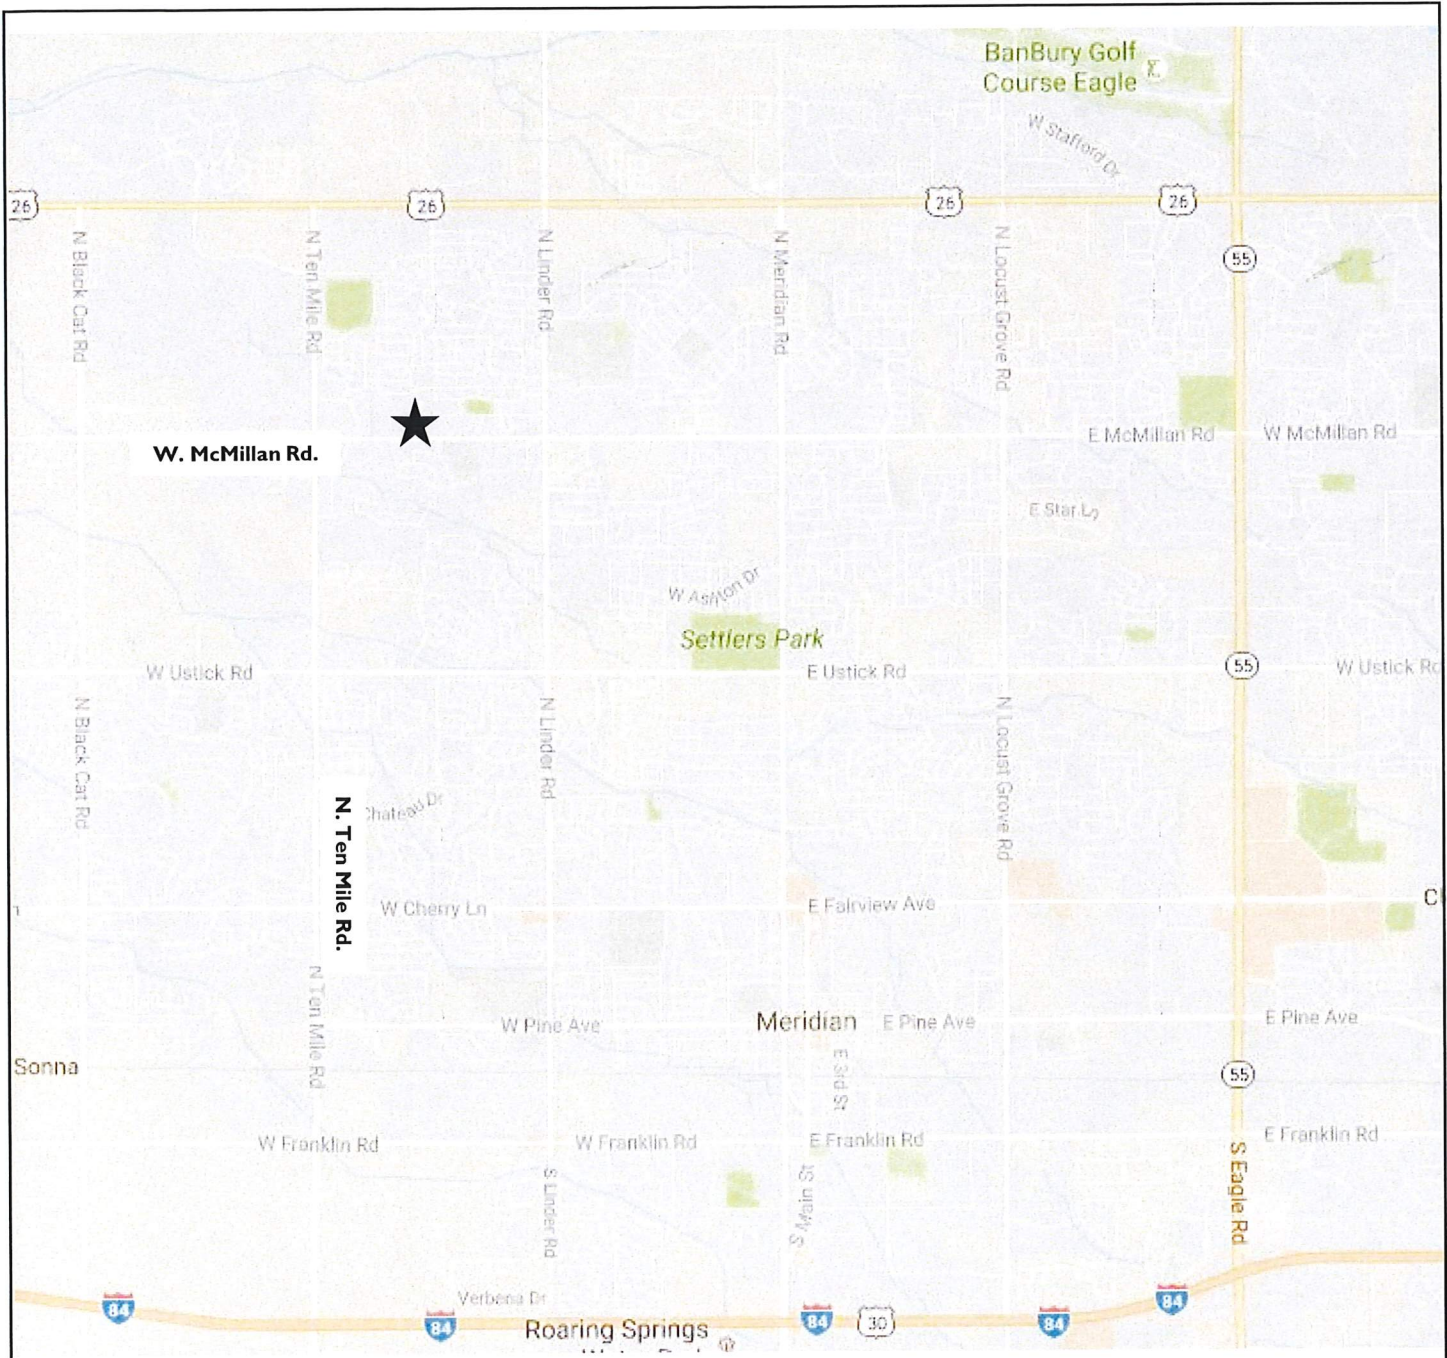 BanBury Golf
Course Eagle
W Stafford Dr
26
26
26
26
55
N Black Cat Rd
N Ten Mile Rd
N Linder Rd
N Meridian Rd
N Locust Grove Rd
W. McMillan Rd.
E McMillan Rd
W McMillan Rd
E Star Ln
W Ashton Dr
Settlers Park
W Ustick Rd
E Ustick Rd
55
W Ustick Rd
N Black Cat Rd
N Linder Rd
N Locust Grove Rd
N. Ten Mile Rd.
Chateau Dr
W Cherry Ln
E Fairview Ave
N Ten Mile Rd
W Pine Ave
Meridian
E Pine Ave
E Pine Ave
Sonna
E 3rd St
55
W Franklin Rd
W Franklin Rd
E Franklin Rd
E Franklin Rd
S Linder Rd
S Main St
S Eagle Rd
84
Verbena Dr
84
Roaring Springs
84
30
84
84